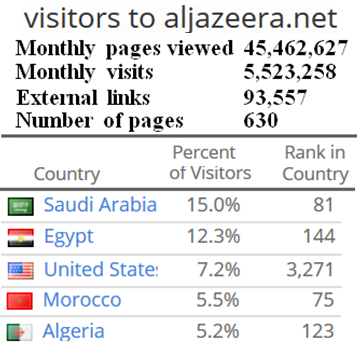 visitors to aljazeera.net
Monthly pages viewed 45,462,627
Monthly visits 5,523,258
External links 93,557
Number of pages 630
Percent Rank in
Country of Visitors Country
Saudi Arabia 15.0% 81
Egypt 12.3% 144
United States 7.2% 3,271
Morocco 5.5% 75
Algeria 5.2% 123